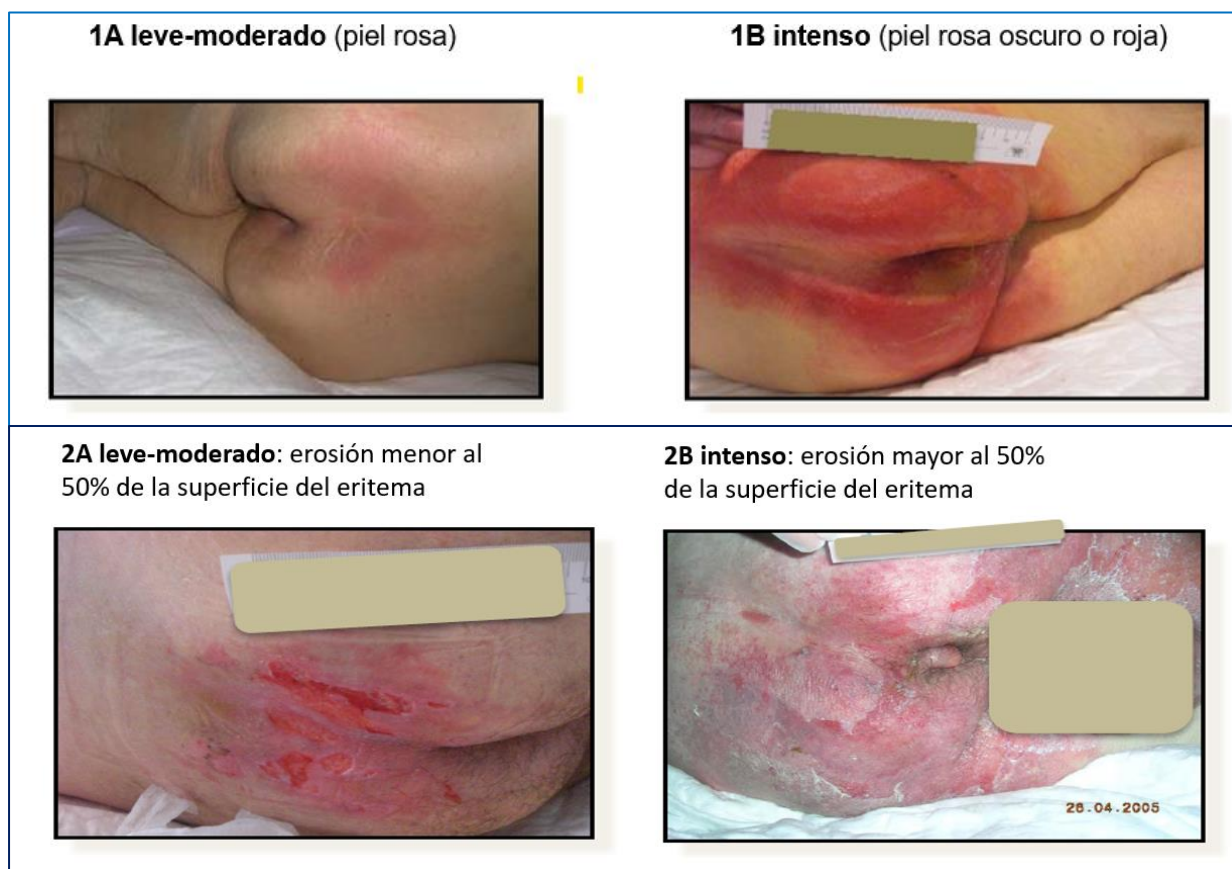 1A leve-moderado (piel rosa)
1B intenso (piel rosa oscuro o roja)
2A leve-moderado: erosión menor al
50% de la superficie del eritema
2B intenso: erosión mayor al 50%
de la superficie del eritema
26.04.2005